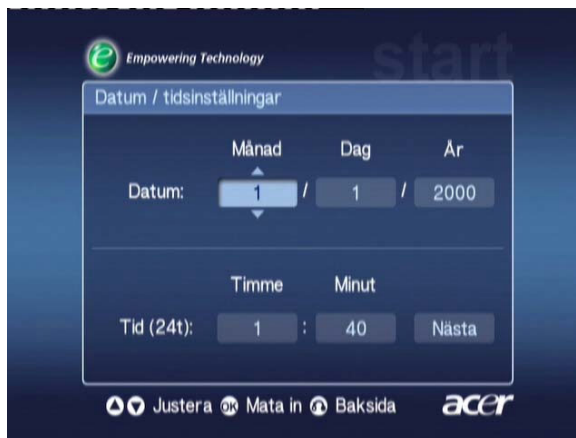 start
Empowering Technology
Datum / tidsinställningar
Månad Dag År
Datum: 1 / 1 / 2000
Timme Minut
Tid (24t): 1 : 40 Nästa
Justera OK Mata in Baksida acer